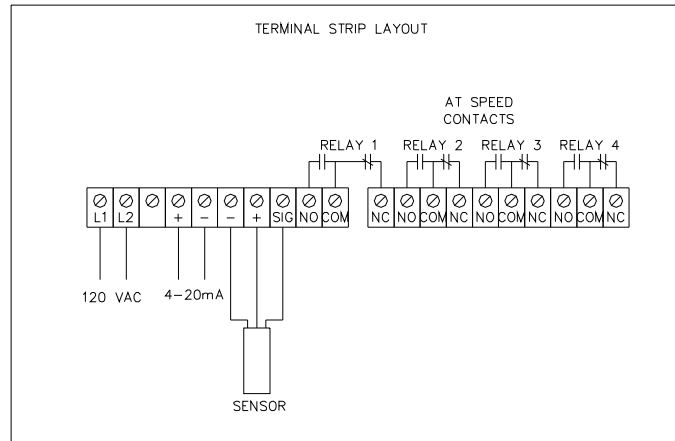 TERMINAL STRIP LAYOUT
AT SPEED
CONTACTS
RELAY 1 RELAY 2 RELAY 3 RELAY 4
L1 L2 + - - + SIG NO COM NC NO COM NC NO COM NC NO COM NC
120 VAC 4-20mA
SENSOR